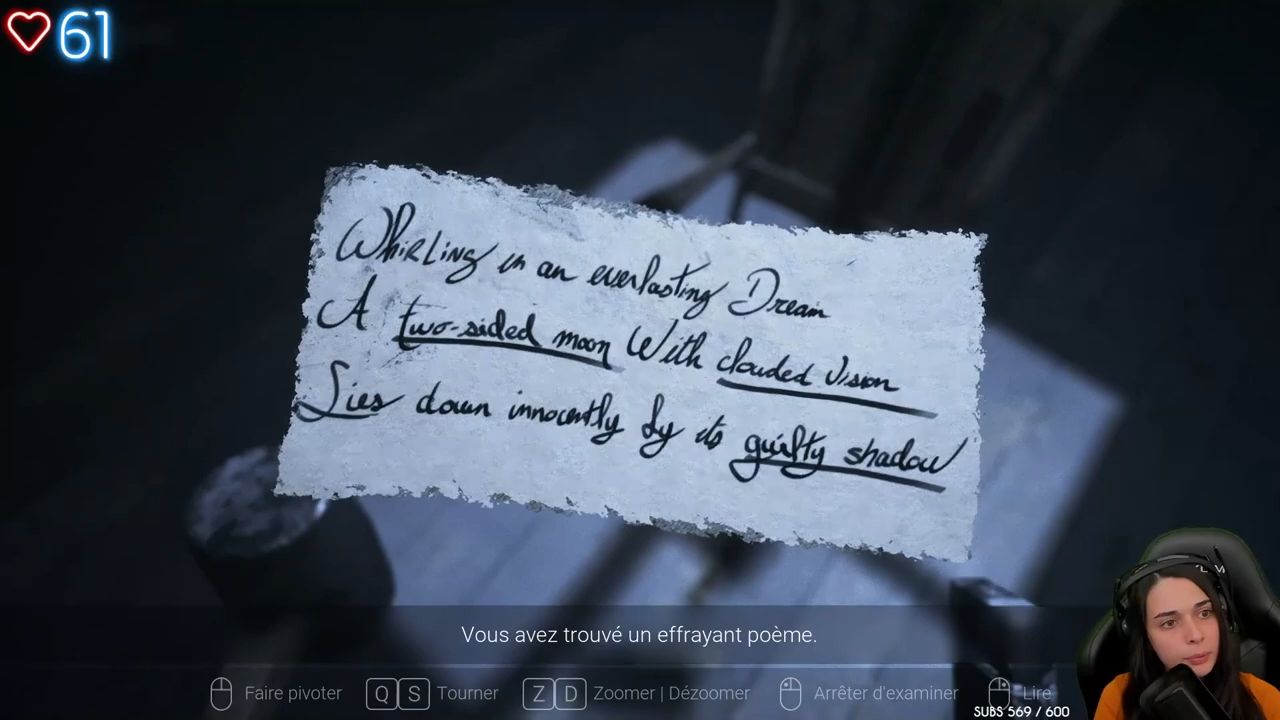 61
Whirling in an everlasting Dream
A two-sided moon With clouded vision
Lies down innocently by its guilty shadow
Vous avez trouvé un effrayant poème.
Faire pivoter Q S Tourner Z D Zoomer | Dézoomer Arrêter d'examiner Lire
SUBS 569 / 600